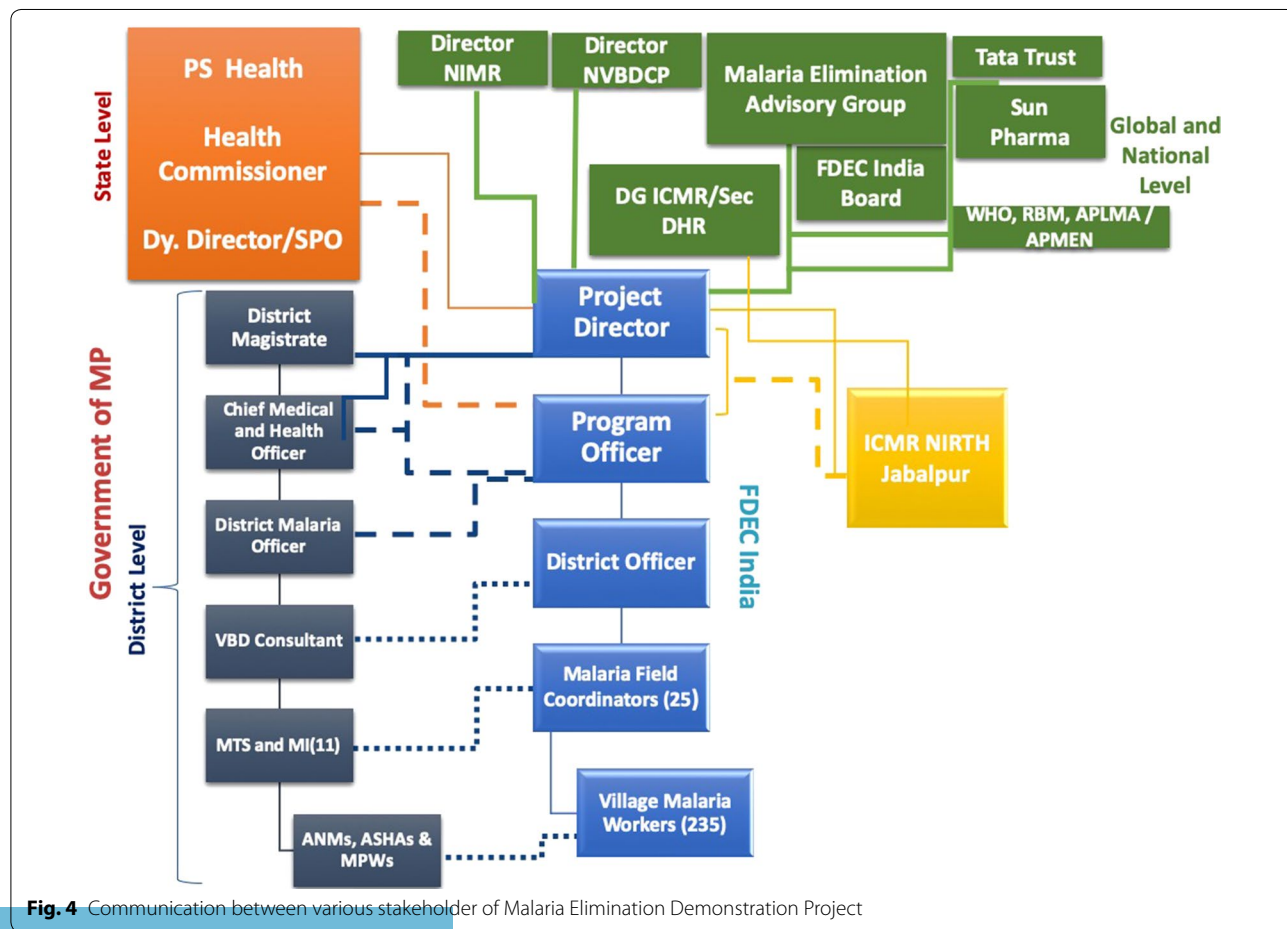 State Level
PS Health
Health
Commissioner
Dy. Director/SPO
Director
NIMR
Director
NVBDCP
Malaria Elimination
Advisory Group
Tata Trust
Sun
Pharma
Global and
National
Level
FDEC India
Board
DG ICMR/Sec
DHR
WHO, RBM, APLMA /
APMEN
Government of MP
District Level
District
Magistrate
Chief Medical
and Health
Officer
District Malaria
Officer
VBD Consultant
MTS and MI(11)
ANMs, ASHAs &
MPWs
Project
Director
Program
Officer
District Officer
Malaria Field
Coordinators (25)
Village Malaria
Workers (235)
FDEC India
ICMR NIRTH
Jabalpur
Fig. 4 Communication between various stakeholder of Malaria Elimination Demonstration Project